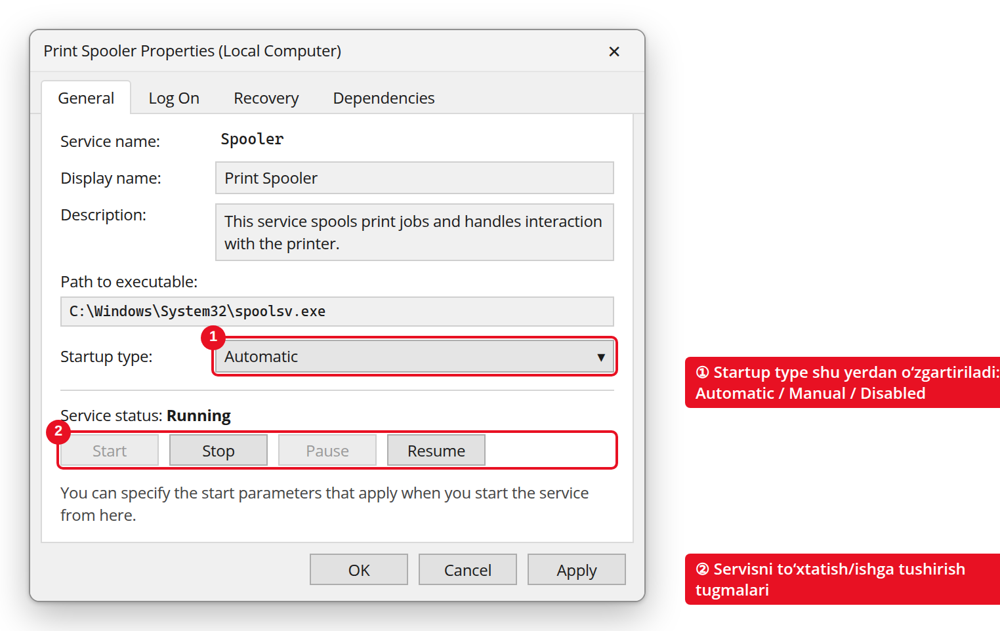 Print Spooler Properties (Local Computer) ✕
General Log On Recovery Dependencies
Service name: Spooler
Display name: Print Spooler
Description: This service spools print jobs and handles interaction
with the printer.
Path to executable:
C:\Windows\System32\spoolsv.exe
1
Startup type: Automatic ▼
① Startup type shu yerdan oʻzgartiriladi:
Automatic / Manual / Disabled
Service status: Running
2
Start Stop Pause Resume
You can specify the start parameters that apply when you start the service
from here.
OK Cancel Apply
② Servisni toʻxtatish/ishga tushirish
tugmalari